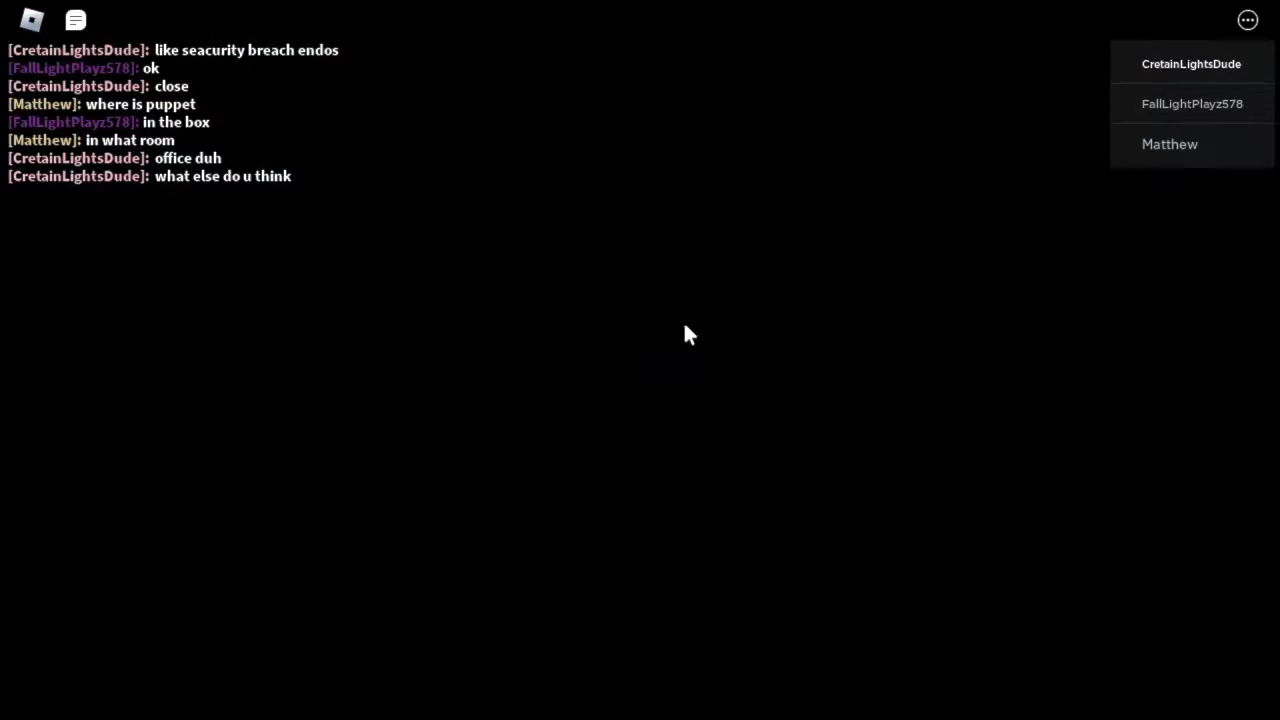 [CretainLightsDude]: like seacurity breach endos
[FallLightPlayz578]: ok
[CretainLightsDude]: close
[Matthew]: where is puppet
[FallLightPlayz578]: in the box
[Matthew]: in what room
[CretainLightsDude]: office duh
[CretainLightsDude]: what else do u think
CretainLightsDude
FallLightPlayz578
Matthew